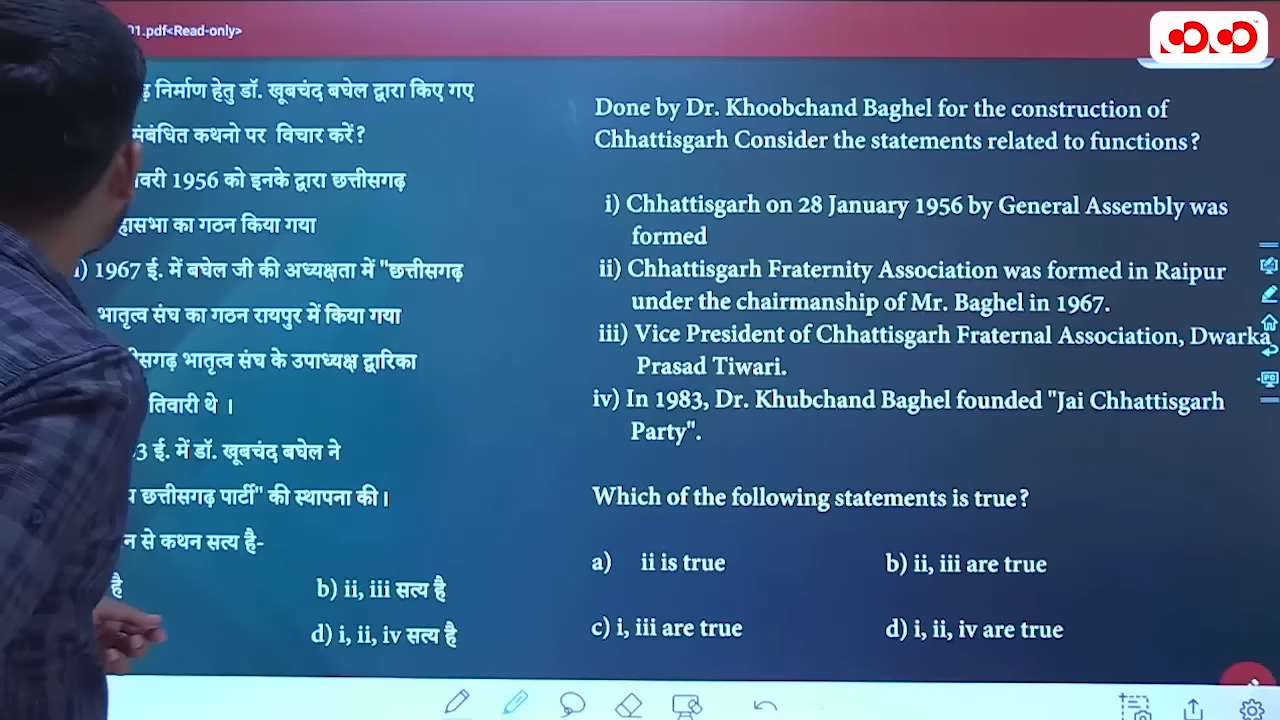 01.pdf<Read-only>
निर्माण हेतु डॉ. खूबचंद बघेल द्वारा किए गए
संबंधित कथनो पर विचार करें?
1956 को इनके द्वारा छत्तीसगढ़
का गठन किया गया
1967 ई. में बघेल जी की अध्यक्षता में "छत्तीसगढ़
भातृत्व संघ का गठन रायपुर में किया गया
भातृत्व संघ के उपाध्यक्ष द्वारिका
तिवारी थे ।
ई. में डॉ. खूबचंद बघेल ने
छत्तीसगढ़ पार्टी" की स्थापना की।
से कथन सत्य है-
है
b) ii, iii सत्य है
d) i, ii, iv सत्य है
Done by Dr. Khoobchand Baghel for the construction of
Chhattisgarh Consider the statements related to functions?
i) Chhattisgarh on 28 January 1956 by General Assembly was
formed
ii) Chhattisgarh Fraternity Association was formed in Raipur
under the chairmanship of Mr. Baghel in 1967.
iii) Vice President of Chhattisgarh Fraternal Association, Dwarka
Prasad Tiwari.
iv) In 1983, Dr. Khubchand Baghel founded "Jai Chhattisgarh
Party".
Which of the following statements is true?
a) ii is true
b) ii, iii are true
c) i, iii are true
d) i, ii, iv are true